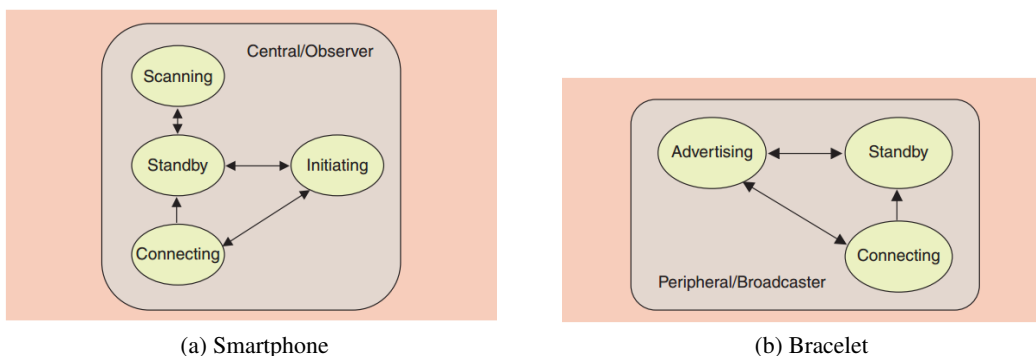 Central/Observer
Scanning
Standby
Initiating
Connecting
(a) Smartphone
Advertising
Standby
Connecting
Peripheral/Broadcaster
(b) Bracelet